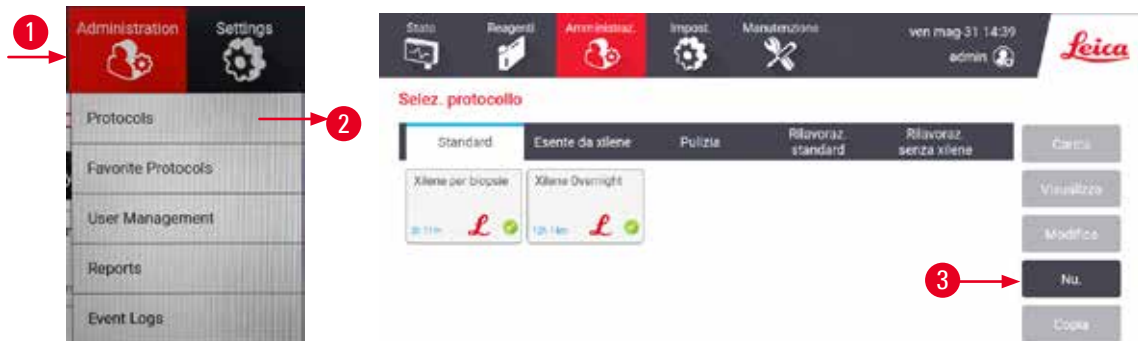 1
Administration
Settings
Protocols
2
Favorite Protocols
User Management
Reports
Event Logs
Stato
Reagenti
Amministraz.
Impost.
Manutenzione
ven mag-31 14:39
admin
Leica
Selez. protocollo
Standard
Esente da xilene
Pulizia
Rilavoraz.
standard
Rilavoraz.
senza xilene
Xilene per biopsie
Xilene Overnight
L
L
Carica
Visualizza
Modifica
3
Nu.
Copia